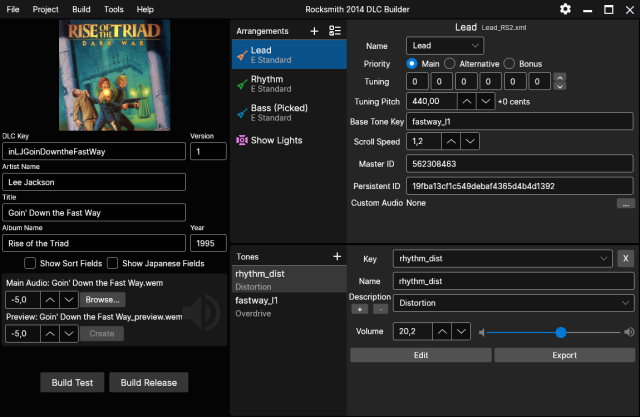 File Project Build Tools Help Rocksmith 2014 DLC Builder
RISE OF THE TRIAD
DARK WAR
DLC Key Version
inLJGoinDowntheFastWay 1
Artist Name
Lee Jackson
Title
Goin' Down the Fast Way
Album Name Year
Rise of the Triad 1995
Show Sort Fields Show Japanese Fields
Main Audio: Goin' Down the Fast Way.wem
-5,0 Browse...
Preview: Goin' Down the Fast Way_preview.wem
-5,0 Create
Build Test Build Release
Arrangements +
Lead
E Standard
Rhythm
E Standard
Bass (Picked)
E Standard
Show Lights
Lead Lead_RS2.xml
Name Lead
Priority Main Alternative Bonus
Tuning 0 0 0 0 0 0
Tuning Pitch 440,00 +0 cents
Base Tone Key fastway_l1
Scroll Speed 1,2
Master ID 562308463
Persistent ID 19fba13cf1c549debaf4365d4b4d1392
Custom Audio None ...
Tones +
rhythm_dist
Distortion
fastway_l1
Overdrive
Key rhythm_dist X
Name rhythm_dist
Description Distortion
+ -
Volume 20,2
Edit Export